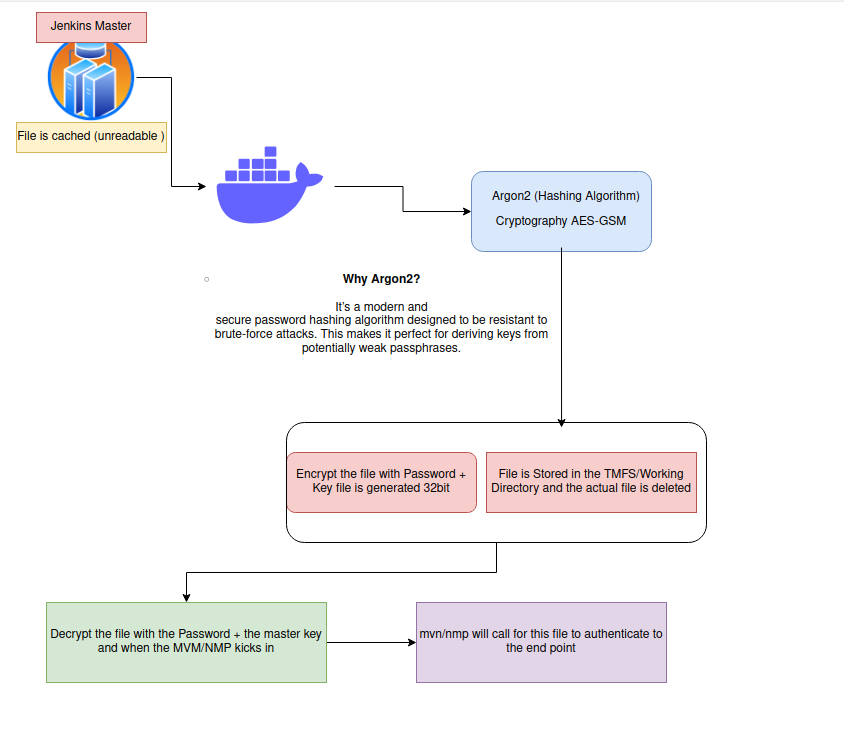 Jenkins Master
File is cached (unreadable )
Argon2 (Hashing Algorithm)
Cryptography AES-GSM
Why Argon2?
It's a modern and
secure password hashing algorithm designed to be resistant to
brute-force attacks. This makes it perfect for deriving keys from
potentially weak passphrases.
Encrypt the file with Password +
Key file is generated 32bit
File is Stored in the TMFS/Working
Directory and the actual file is deleted
Decrypt the file with the Password + the master key
and when the MVM/NMP kicks in
mvn/nmp will call for this file to authenticate to
the end point